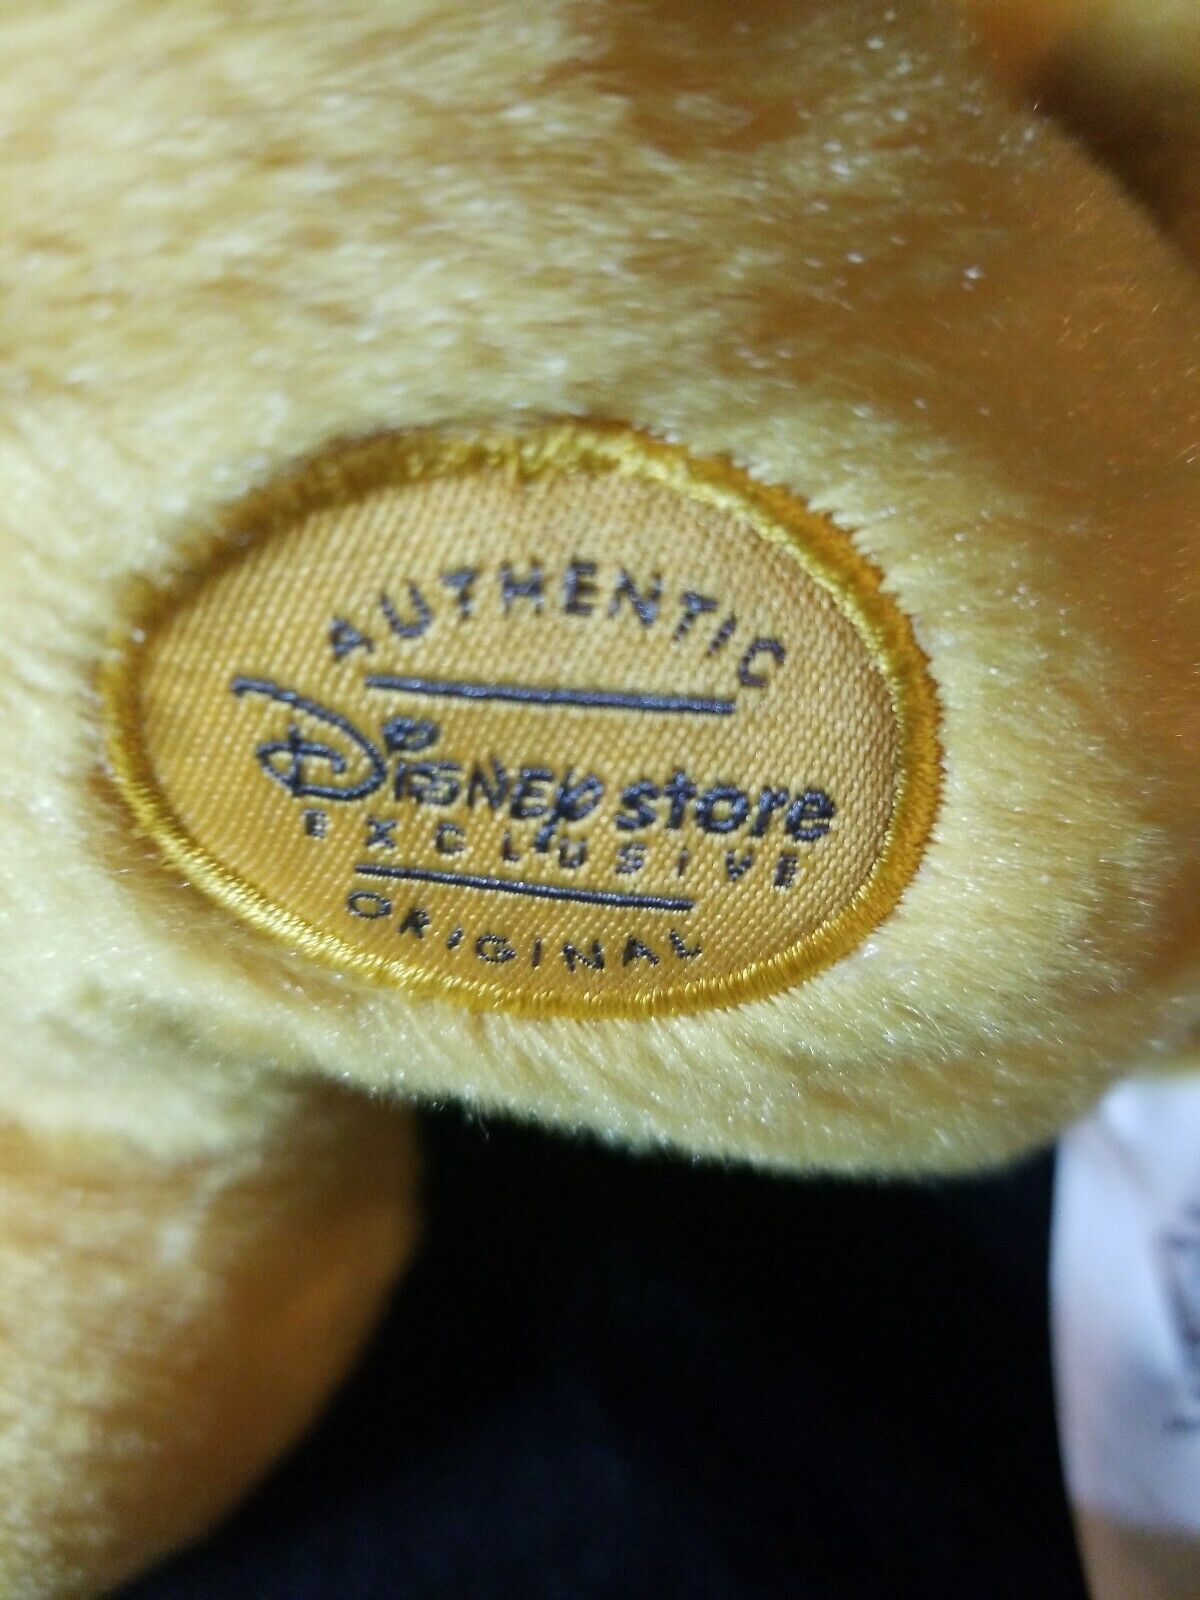 AUTHENTIC
Disney store
EXCLUSIVE
ORIGINAL